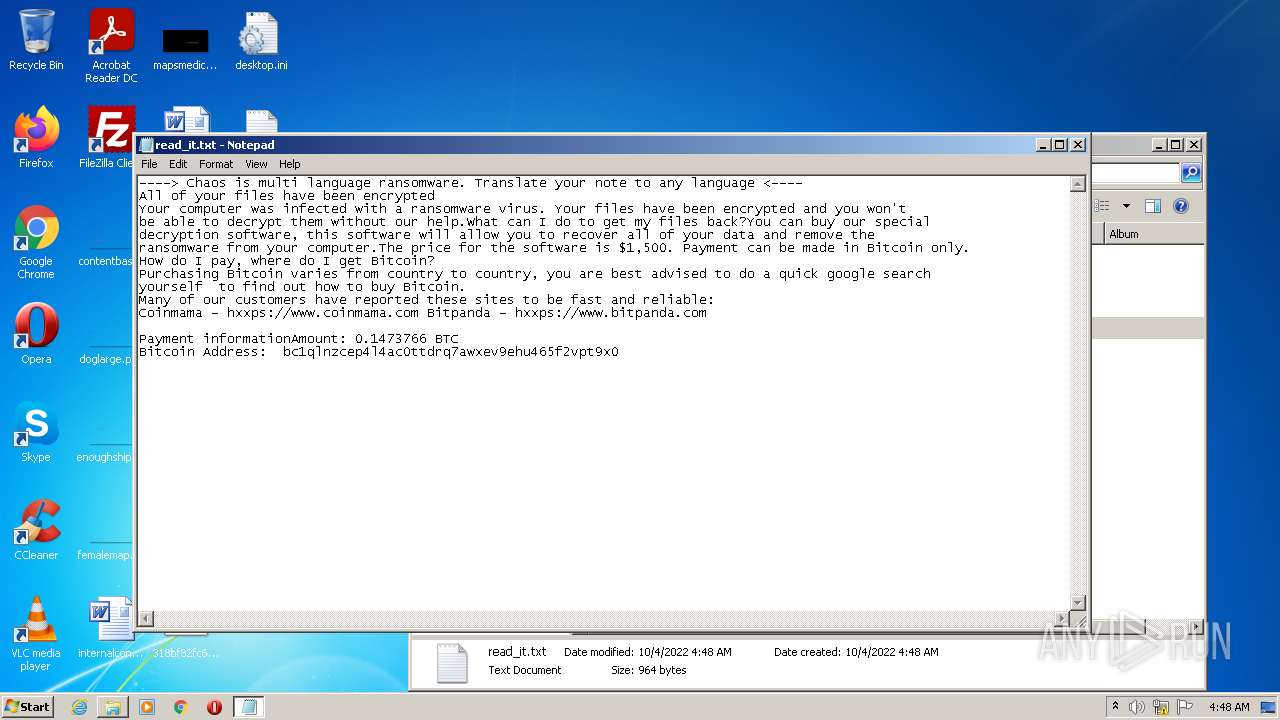 Recycle Bin
Acrobat
Reader DC
mapsmedic...
desktop.ini
Firefox
FileZilla Clie
Google
Chrome
contentbas
Opera
doglarge.p
Skype
enoughship
CCleaner
femalemap.
VLC media
player
internalcon...
318bf82fc6...
read_it.txt - Notepad
File Edit Format View Help
----> Chaos is multi language ransomware. Translate your note to any language <----
All of your files have been encrypted
Your computer was infected with a ransomware virus. Your files have been encrypted and you won't
be able to decrypt them without our help.What can I do to get my files back?You can buy our special
decryption software, this software will allow you to recover all of your data and remove the
ransomware from your computer.The price for the software is $1,500. Payment can be made in Bitcoin only.
How do I pay, where do I get Bitcoin?
Purchasing Bitcoin varies from country to country, you are best advised to do a quick google search
yourself  to find out how to buy Bitcoin.
Many of our customers have reported these sites to be fast and reliable:
Coinmama - hxxps://www.coinmama.com Bitpanda - hxxps://www.bitpanda.com
Payment informationAmount: 0.1473766 BTC
Bitcoin Address:  bc1qlnzcep4l4ac0ttdrq7awxev9ehu465f2vpt9x0
Album
read_it.txt Date modified: 10/4/2022 4:48 AM Date created: 10/4/2022 4:48 AM
Text Document Size: 964 bytes
ANY RUN
Start
4:48 AM